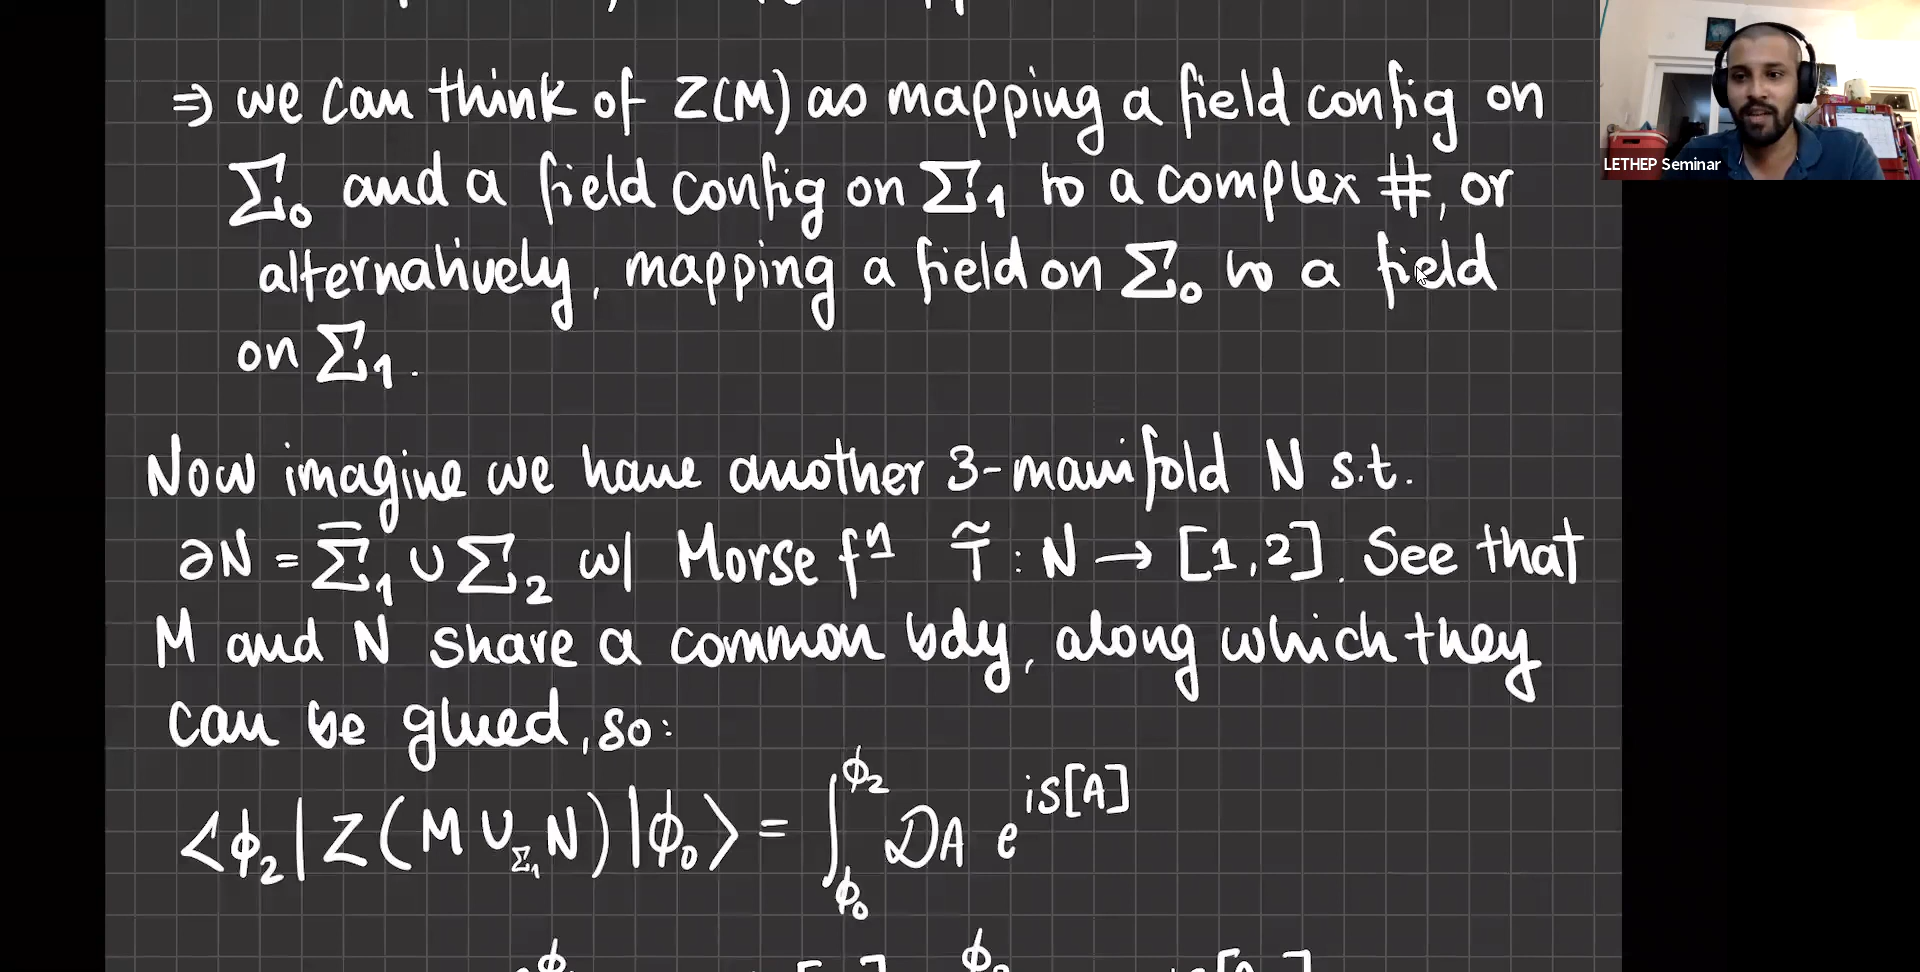 ⇒ we can think of Z(M) as mapping a field config on
Σ₀ and a field config on Σ₁ to a complex #, or
alternatively, mapping a field on Σ₀ to a field
on Σ₁.
Now imagine we have another 3-manifold N s.t.
∂N = Σ̅₁ ∪ Σ₂ w/ Morse fⁿ T̃ : N → [1,2]. See that
M and N share a common bdy, along which they
can be glued, so:
<ϕ₂|Z(M ∪_Σ₁ N)|ϕ₀> = ∫_ϕ₀^ϕ₂ 𝒟A e^{iS[A]}
LETHEP Seminar